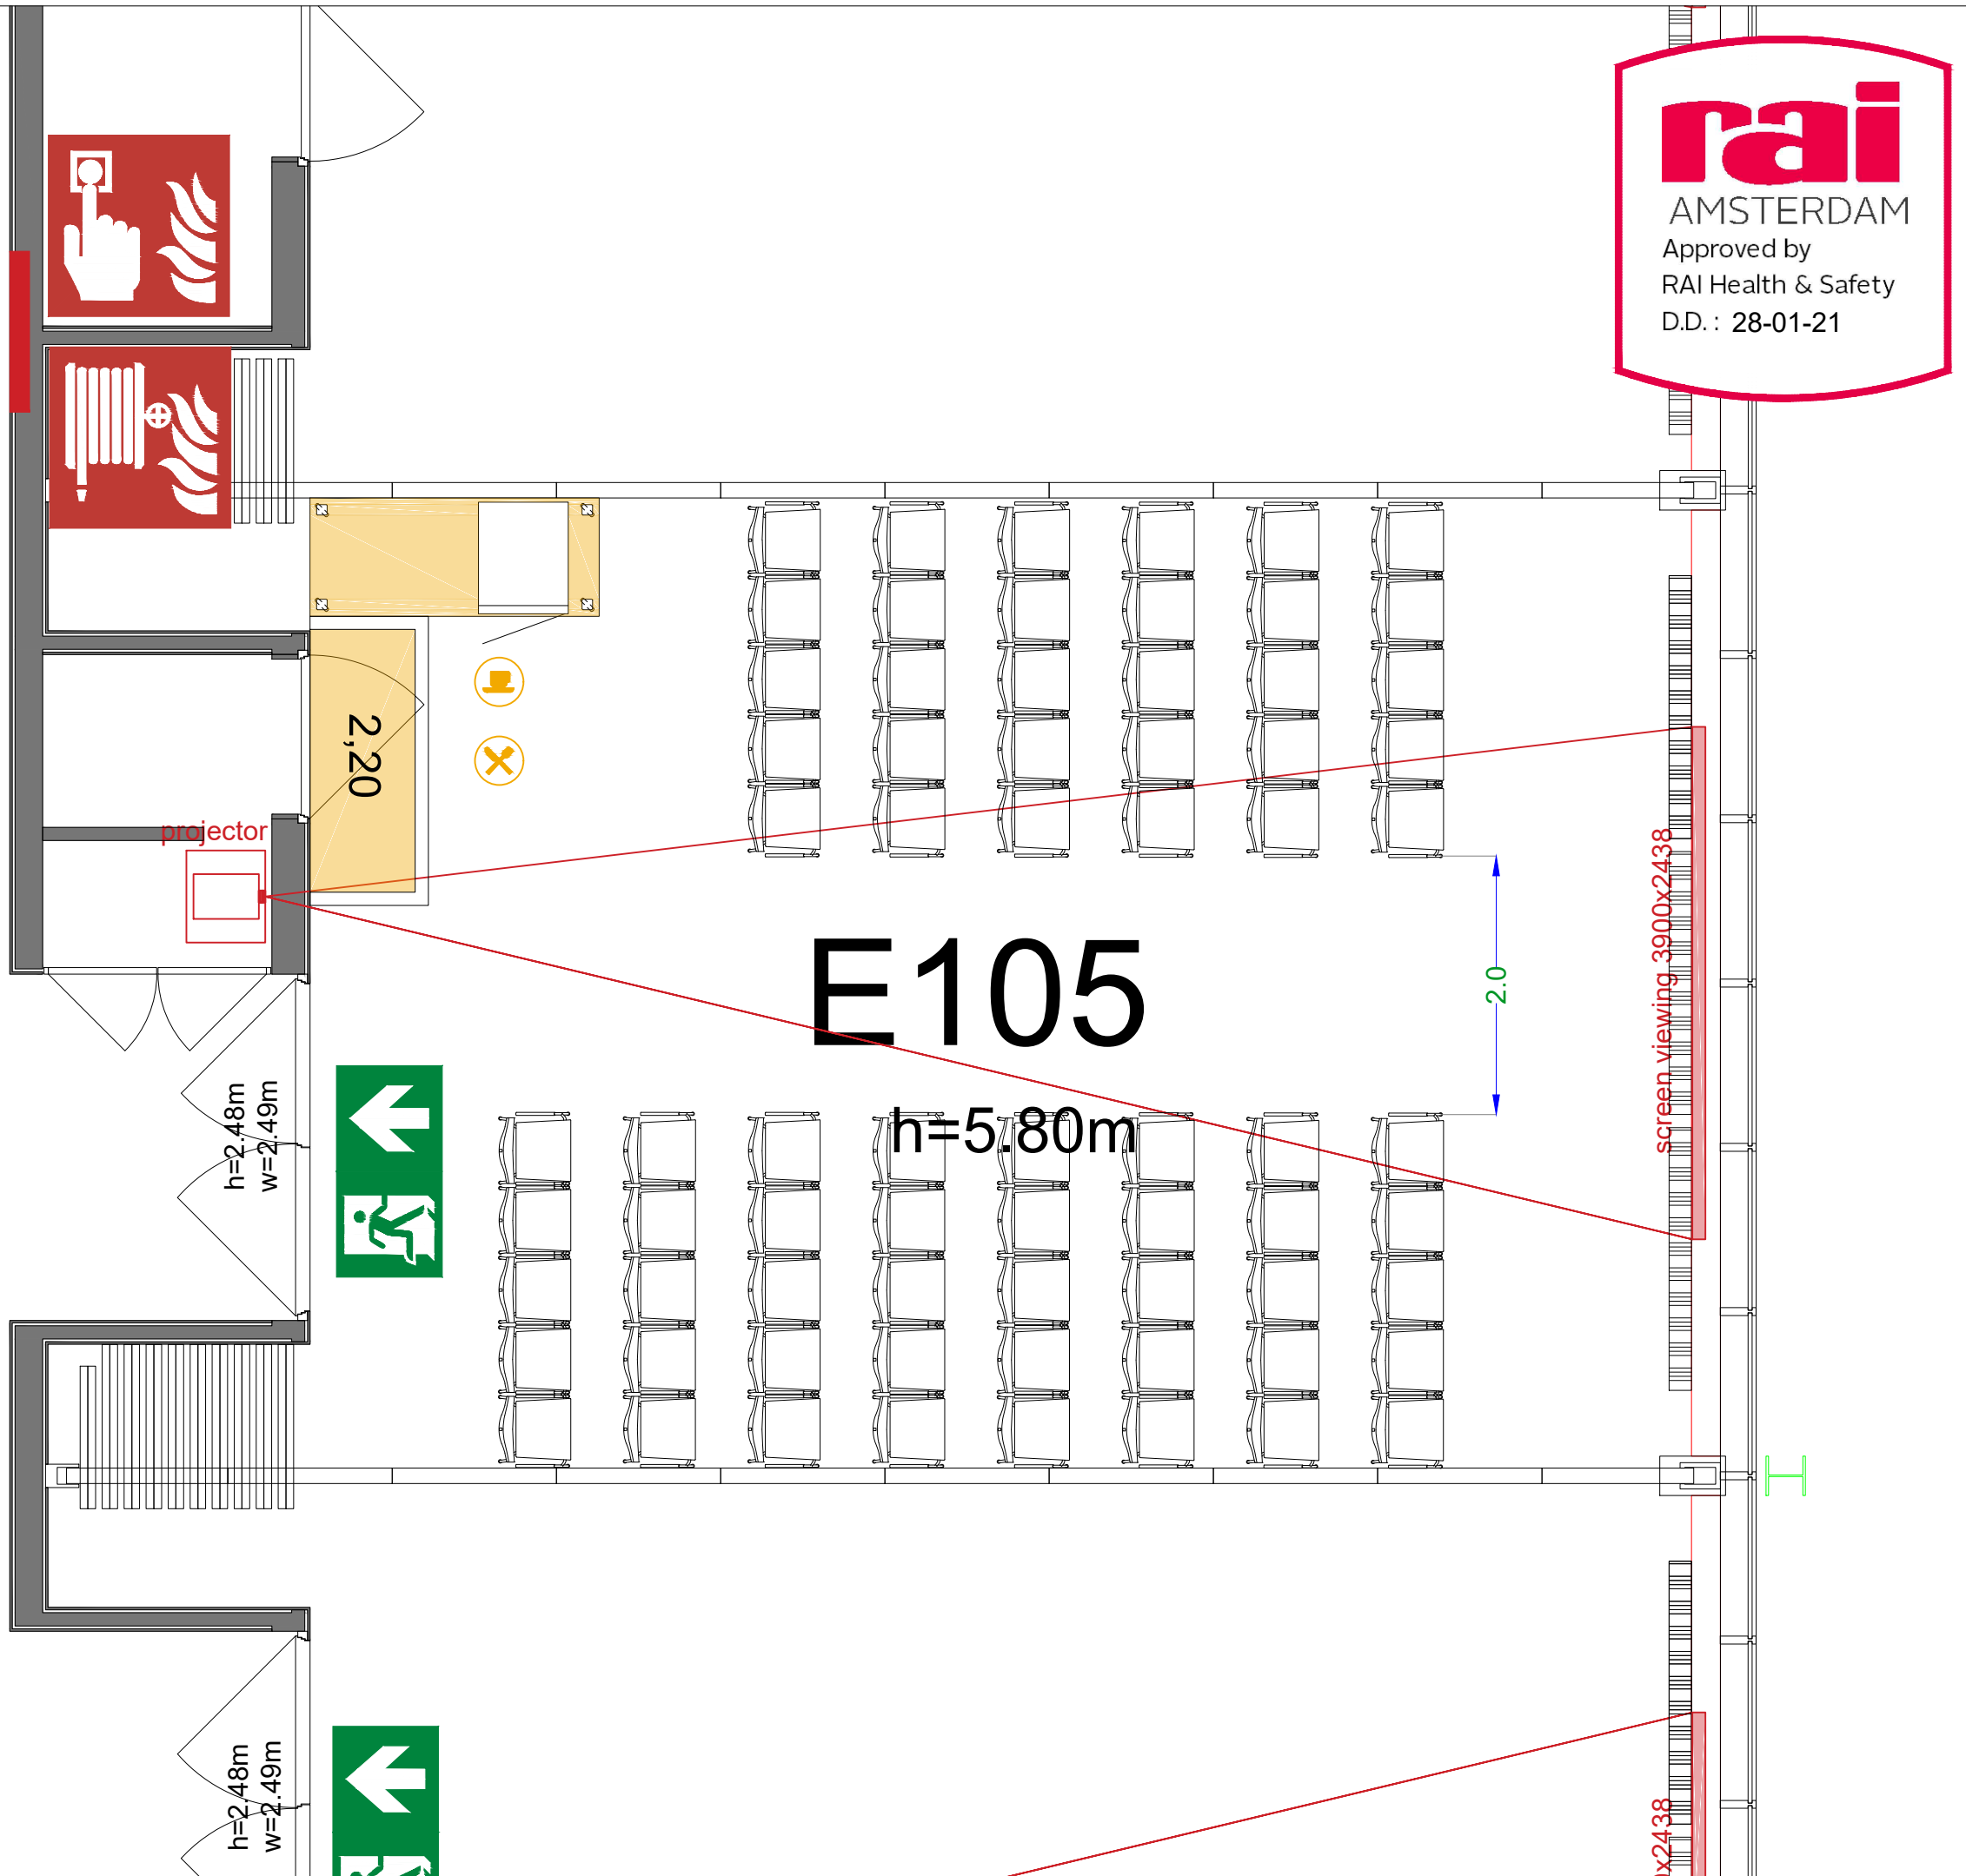 rai
AMSTERDAM
Approved by
RAI Health & Safety
D.D. : 28-01-21
2,20
projector
screen viewing 3900x2438
E105
2.0
h=5.80m
h=2.48m
w=2.49m
h=2.48m
w=2.49m
x2438